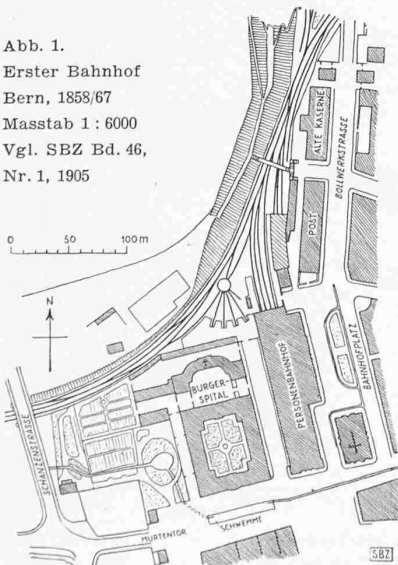 Abb. 1.
Erster Bahnhof
Bern, 1858/67
Masstab 1 : 6000
Vgl. SBZ Bd. 46,
Nr. 1, 1905
0 50 100 m
N
ALTE KASERNE
BOLLWERKSTRASSE
POST
BAHNHOFPLATZ
PERSONENBAHNHOF
BURGER-
SPITAL
SCHANZENSTRASSE
MURTENTOR
SCHWEMME
SBZ